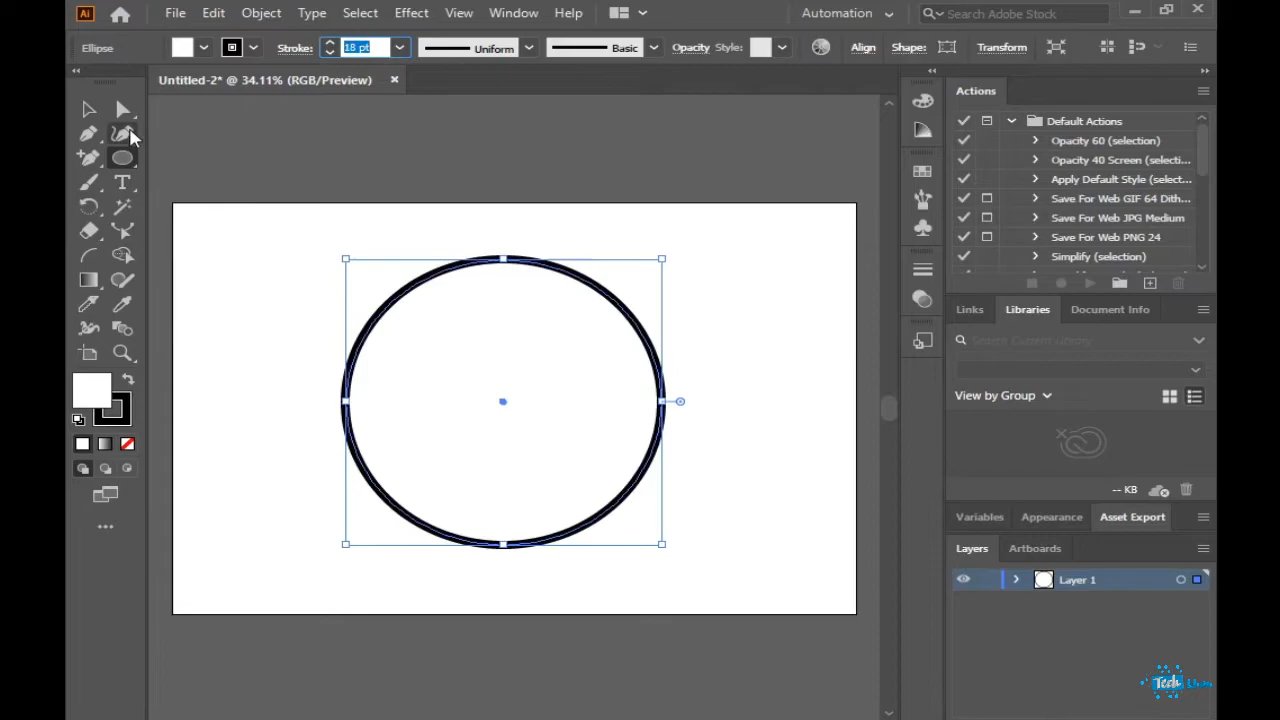 Ai File Edit Object Type Select Effect View Window Help Automation Search Adobe Stock
Ellipse Stroke: 18 pt Uniform Basic Opacity Style: Align Shape: Transform
Untitled-2* @ 34.11% (RGB/Preview)
Actions
Default Actions
Opacity 60 (selection)
Opacity 40 Screen (selecti...
Apply Default Style (select...
Save For Web GIF 64 Dith...
Save For Web JPG Medium
Save For Web PNG 24
Simplify (selection)
Links Libraries Document Info
Search Current Library
View by Group
-- KB
Variables Appearance Asset Export
Layers Artboards
Layer 1
Tech